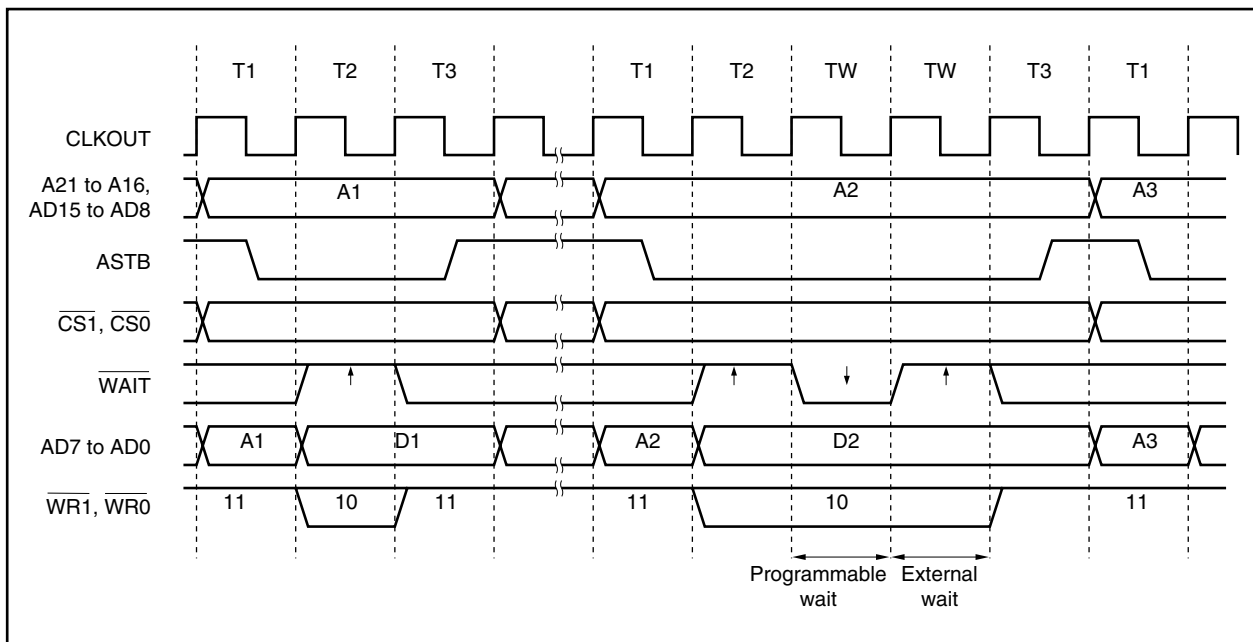 T1 T2 T3 T1 T2 TW TW T3 T1
CLKOUT
A21 to A16,
AD15 to AD8
A1 A2 A3
ASTB
CS1, CS0
WAIT
AD7 to AD0 A1 D1 A2 D2 A3
WR1, WR0 11 10 11 11 10 11
Programmable
wait
External
wait